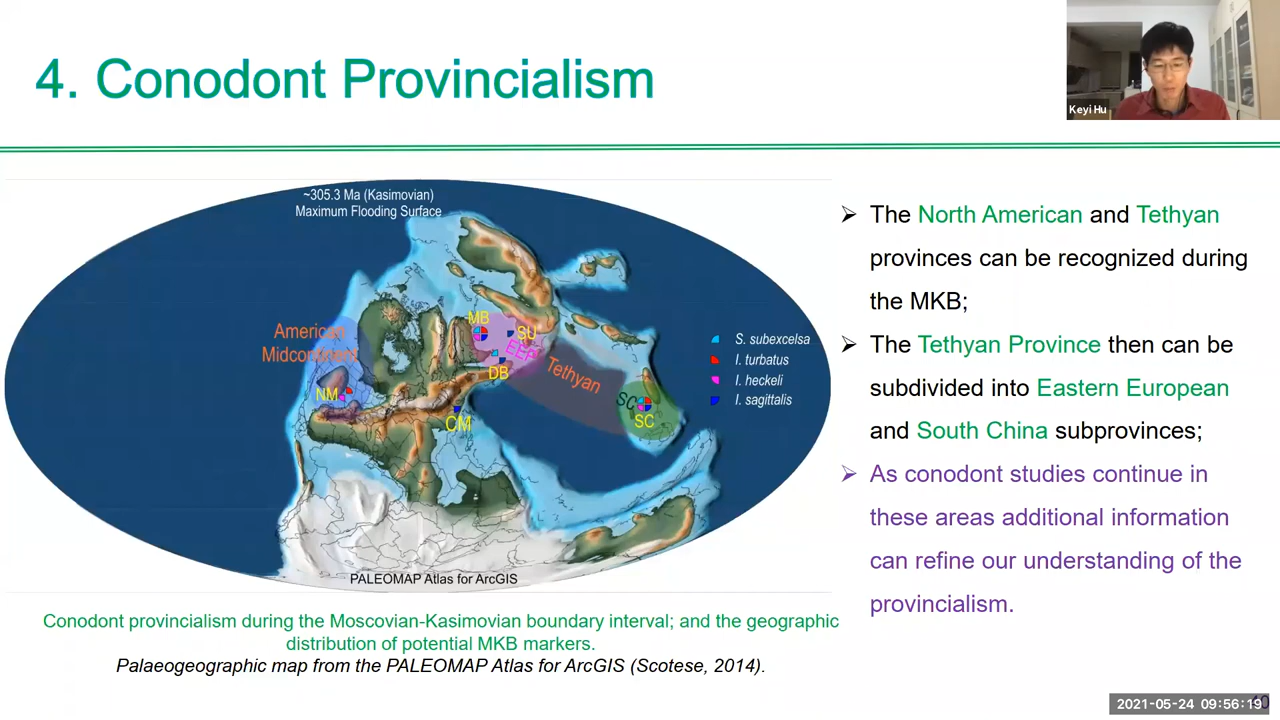 4. Conodont Provincialism
Keyi Hu
~305.3 Ma (Kasimovian)
Maximum Flooding Surface
American
Midcontinent
NM
MB
SU
EEP
DB
Tethyan
CM
SC
SC
S. subexcelsa
I. turbatus
I. heckeli
I. sagittalis
PALEOMAP Atlas for ArcGIS
Conodont provincialism during the Moscovian-Kasimovian boundary interval; and the geographic
distribution of potential MKB markers.
Palaeogeographic map from the PALEOMAP Atlas for ArcGIS (Scotese, 2014).
➢ The North American and Tethyan
provinces can be recognized during
the MKB;
➢ The Tethyan Province then can be
subdivided into Eastern European
and South China subprovinces;
➢ As conodont studies continue in
these areas additional information
can refine our understanding of the
provincialism.
2021-05-24 09:56:19